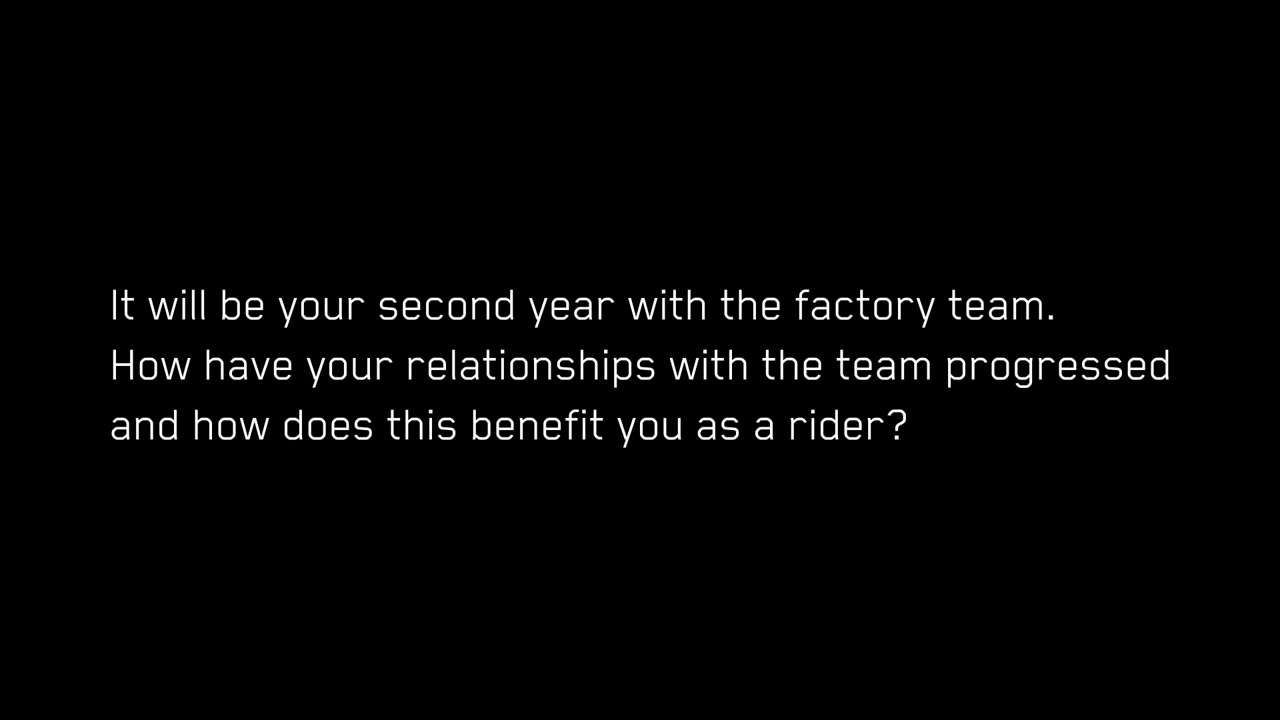 It will be your second year with the factory team.
How have your relationships with the team progressed
and how does this benefit you as a rider?